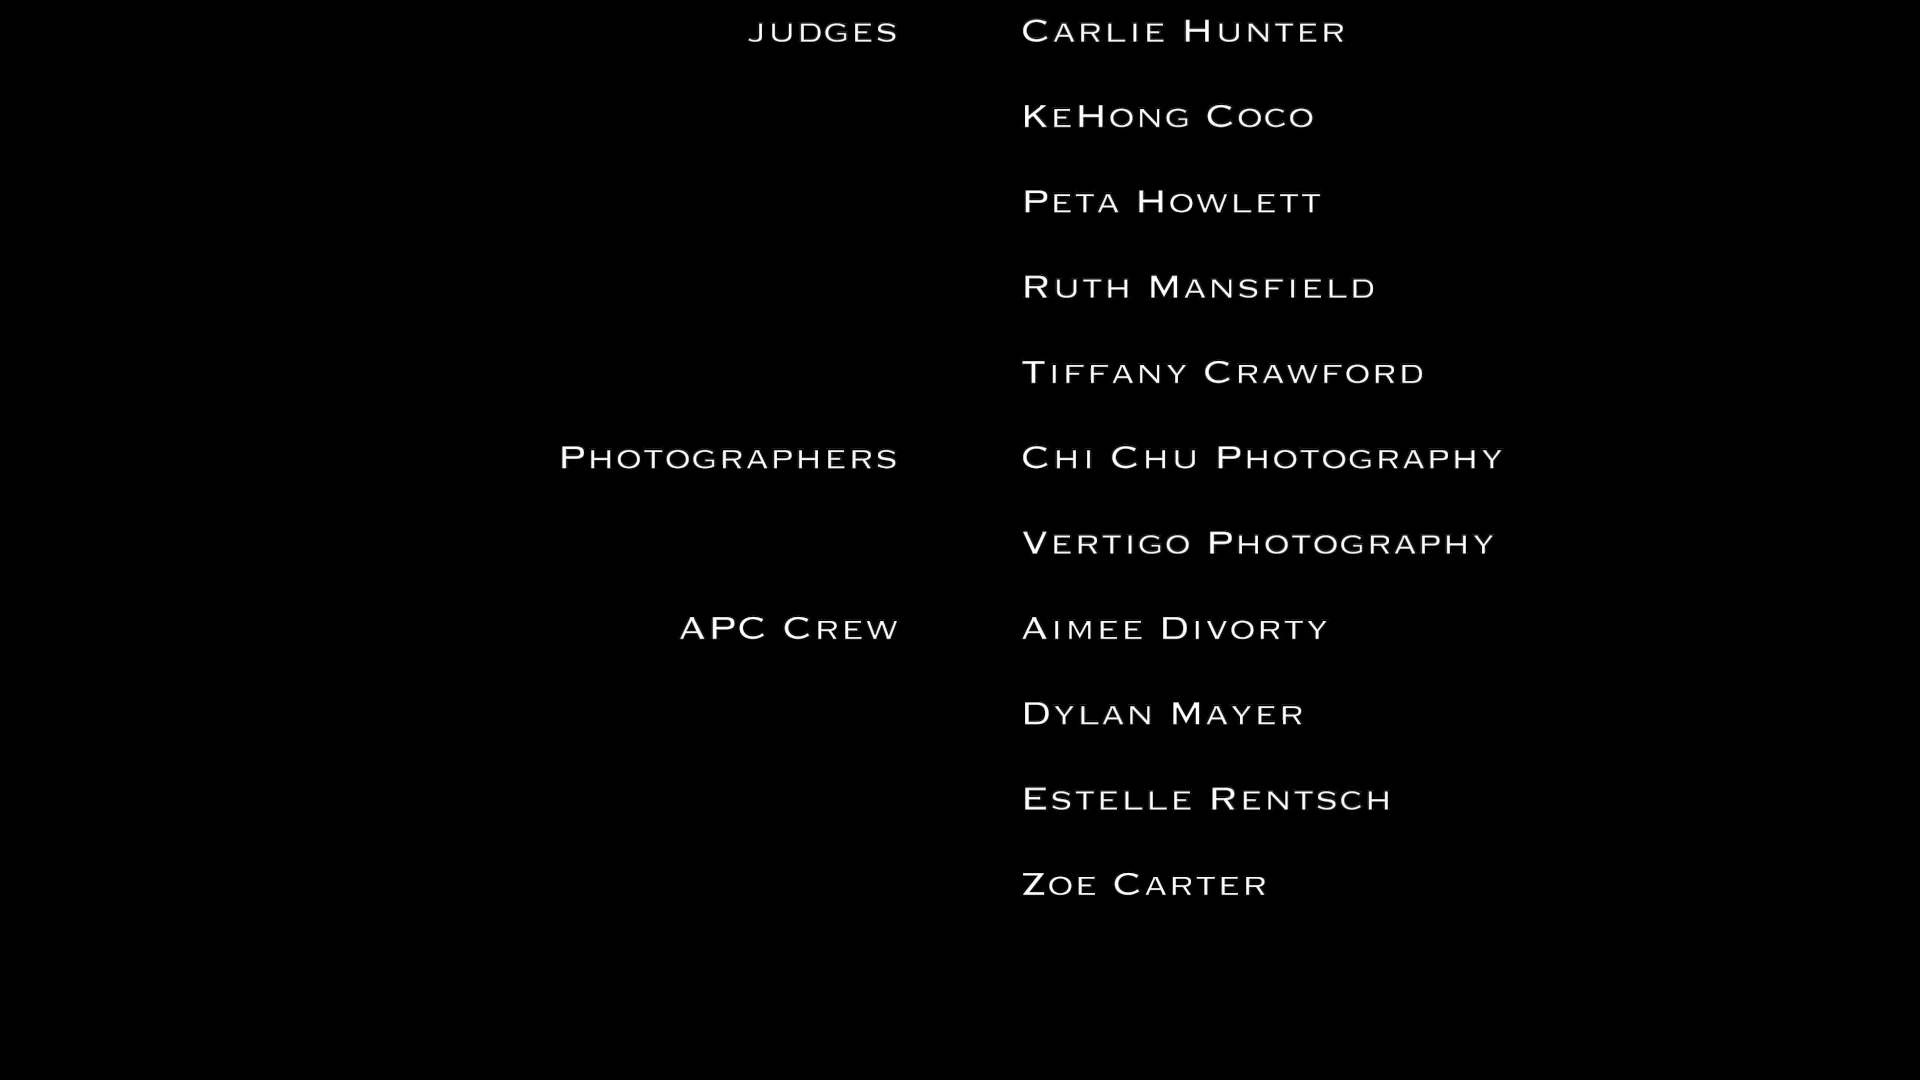 judges Carlie Hunter
KeHong Coco
Peta Howlett
Ruth Mansfield
Tiffany Crawford
Photographers Chi Chu Photography
Vertigo Photography
APC Crew Aimee Divorty
Dylan Mayer
Estelle Rentsch
Zoe Carter